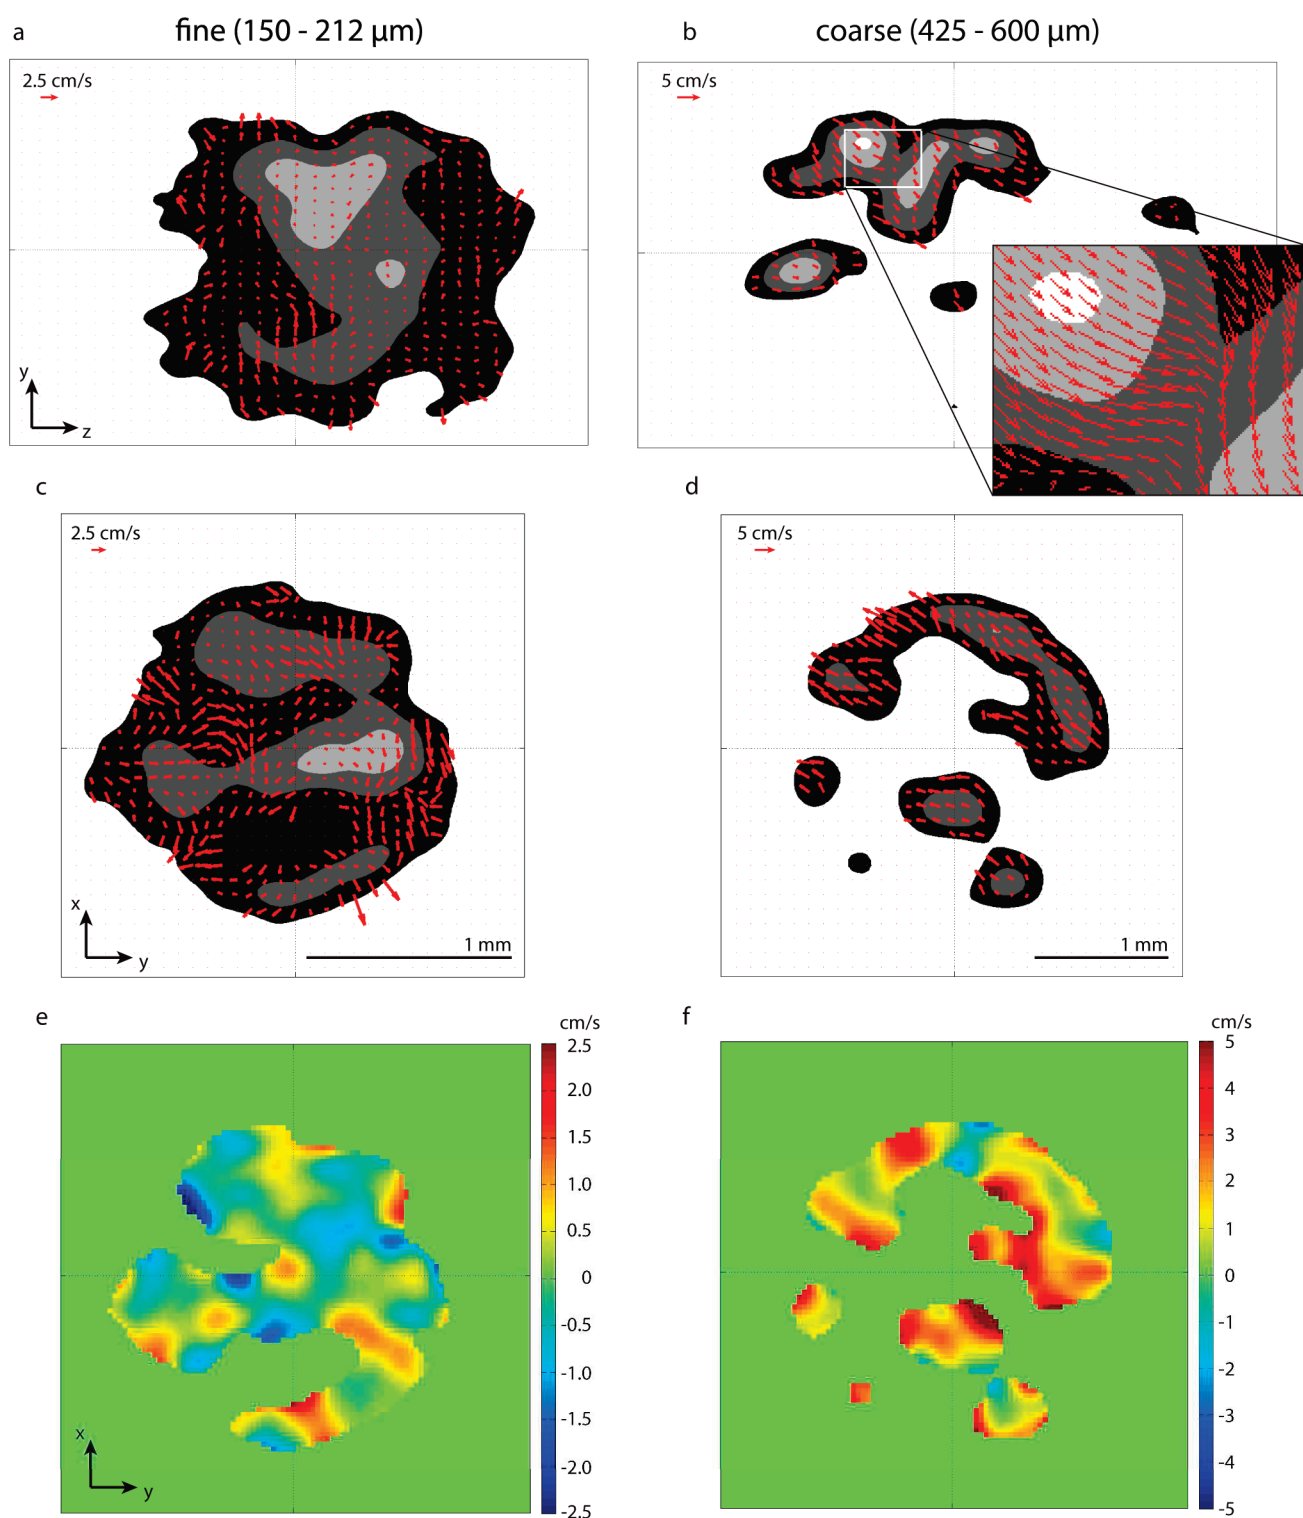 a
fine (150 - 212 µm)
b
coarse (425 - 600 µm)
2.5 cm/s
5 cm/s
y
z
c
d
2.5 cm/s
5 cm/s
x
y
1 mm
1 mm
e
f
cm/s
cm/s
2.5
2.0
1.5
1.0
0.5
0
-0.5
-1.0
-1.5
-2.0
-2.5
5
4
3
2
1
0
-1
-2
-3
-4
-5
x
y